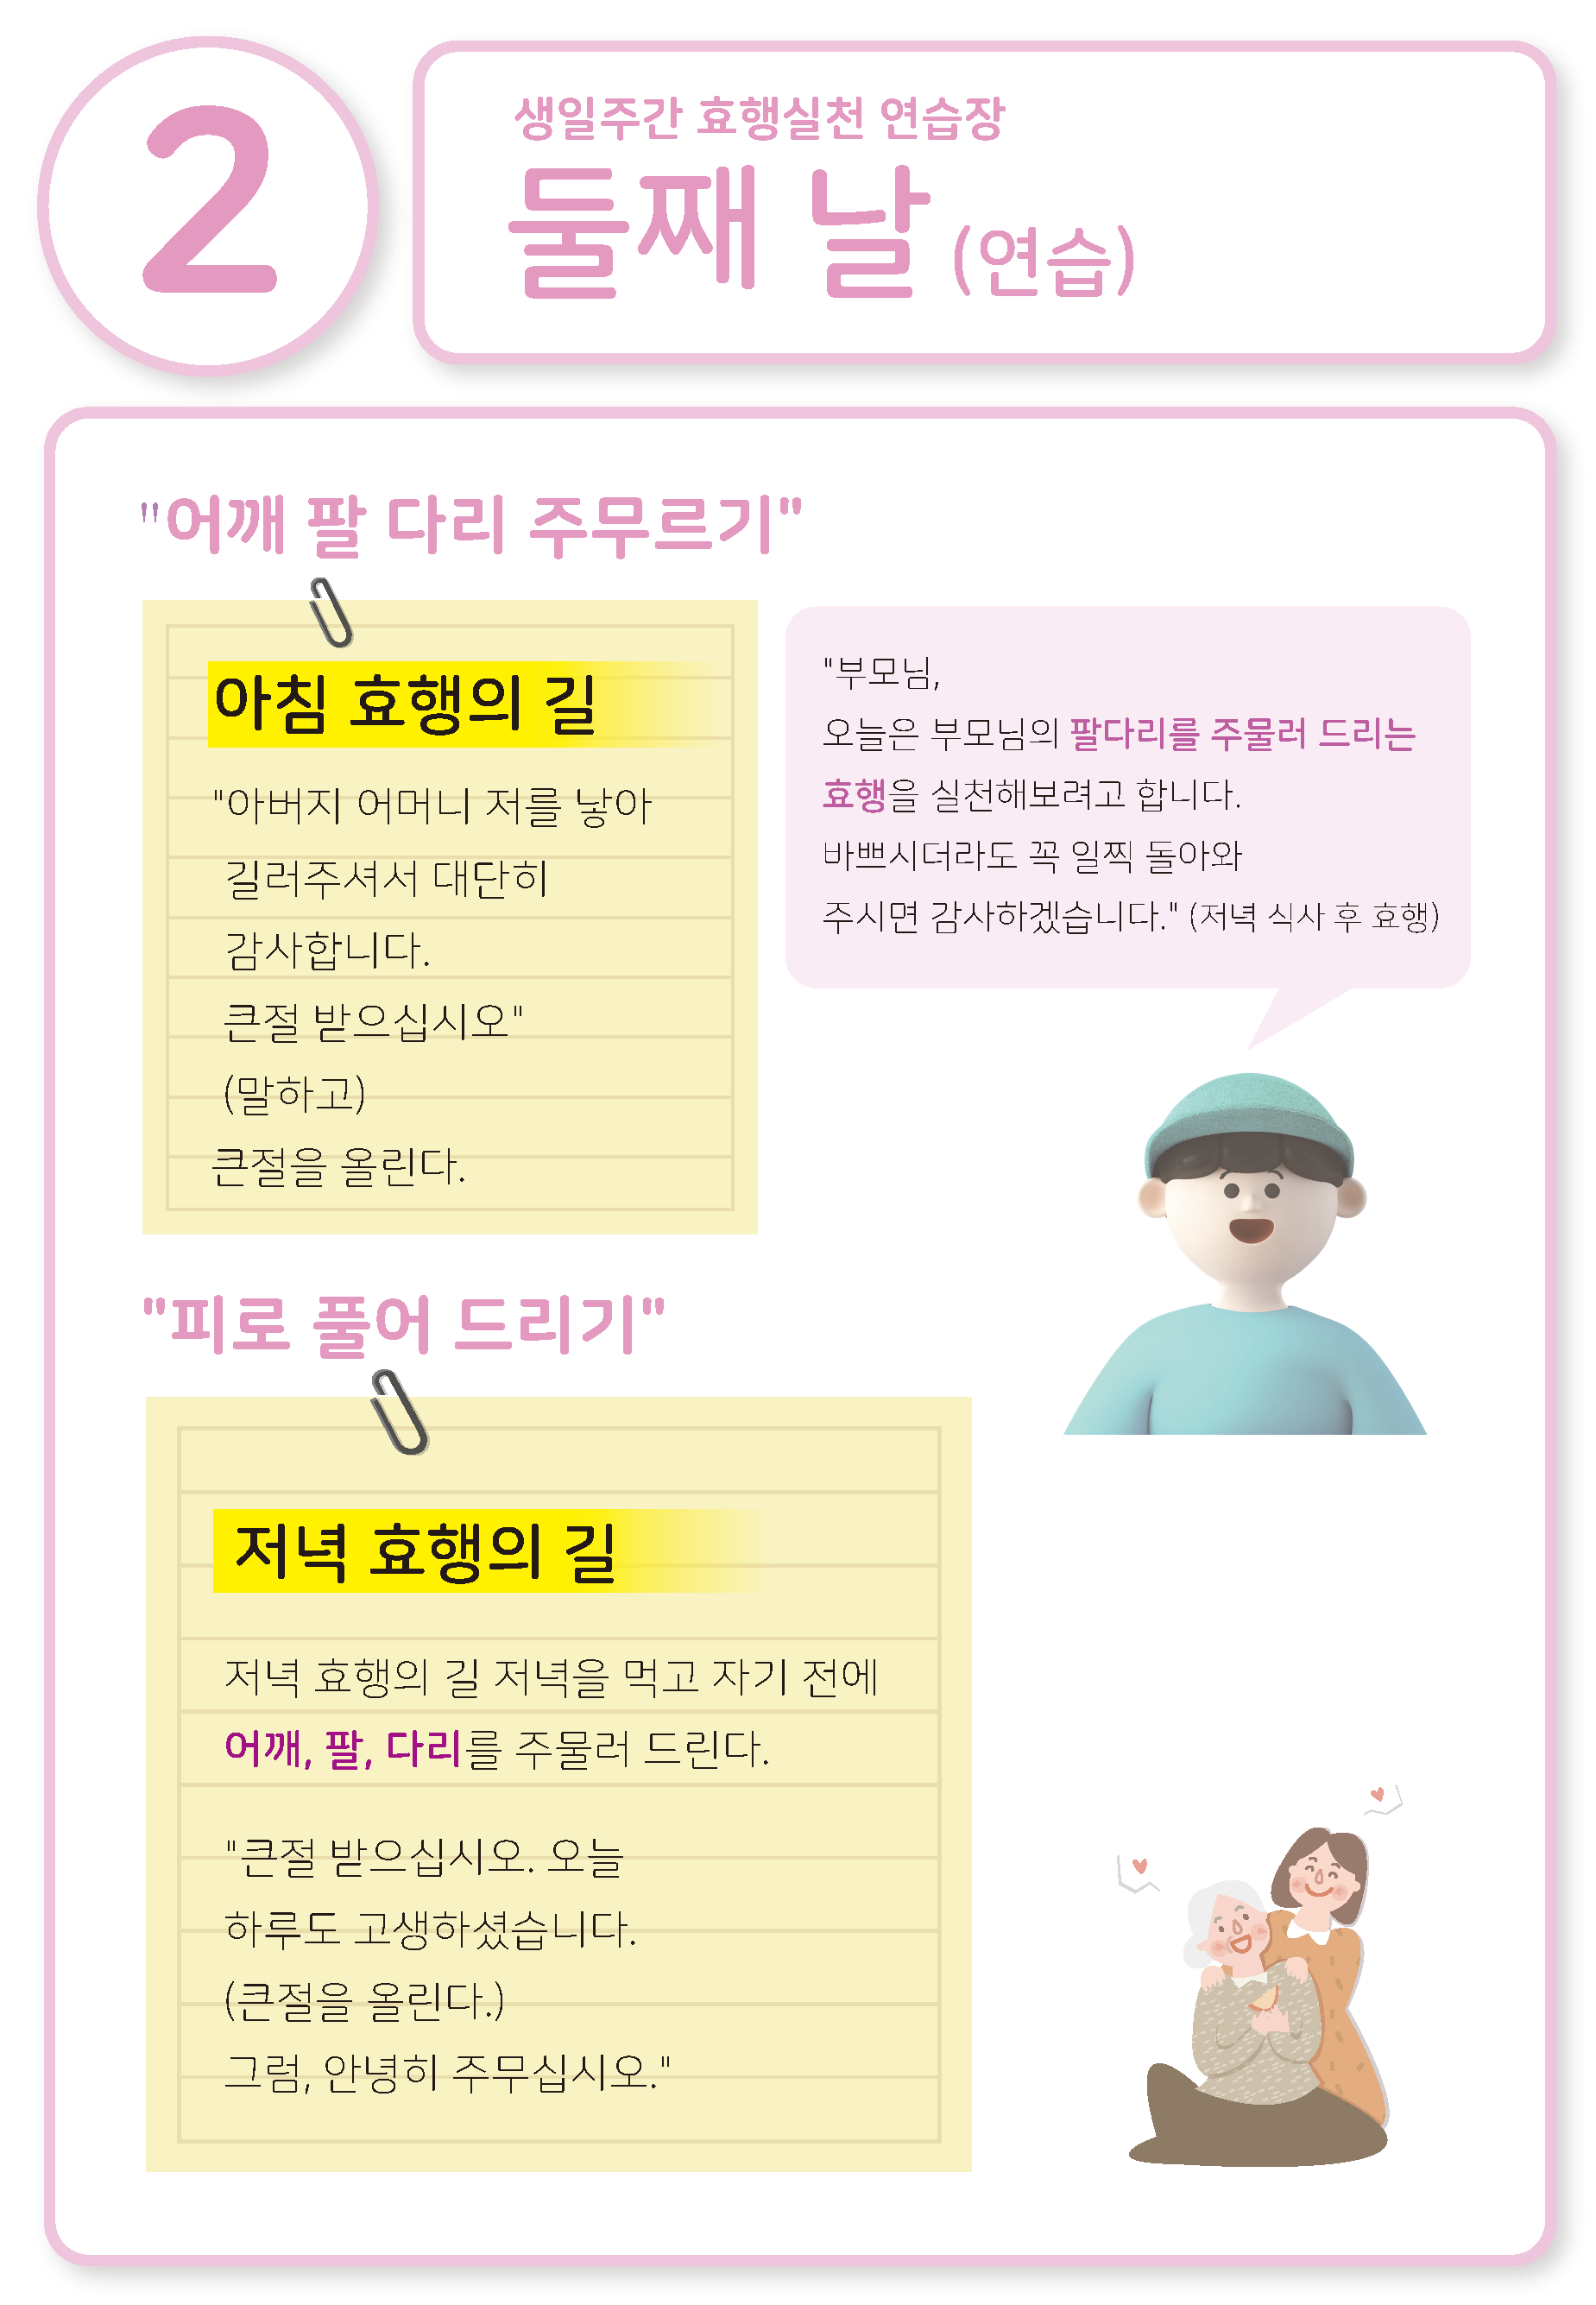 2
생일주간 효행실천 연습장
둘째 날 (연습)
"어깨 팔 다리 주무르기"
아침 효행의 길
"아버지 어머니 저를 낳아
길러주셔서 대단히
감사합니다.
큰절 받으십시오"
(말하고)
큰절을 올린다.
"부모님,
오늘은 부모님의 팔다리를 주물러 드리는
효행을 실천해보려고 합니다.
바쁘시더라도 꼭 일찍 돌아와
주시면 감사하겠습니다." (저녁 식사 후 효행)
"피로 풀어 드리기"
저녁 효행의 길
저녁 효행의 길 저녁을 먹고 자기 전에
어깨, 팔, 다리를 주물러 드린다.
"큰절 받으십시오. 오늘
하루도 고생하셨습니다.
(큰절을 올린다.)
그럼, 안녕히 주무십시오."